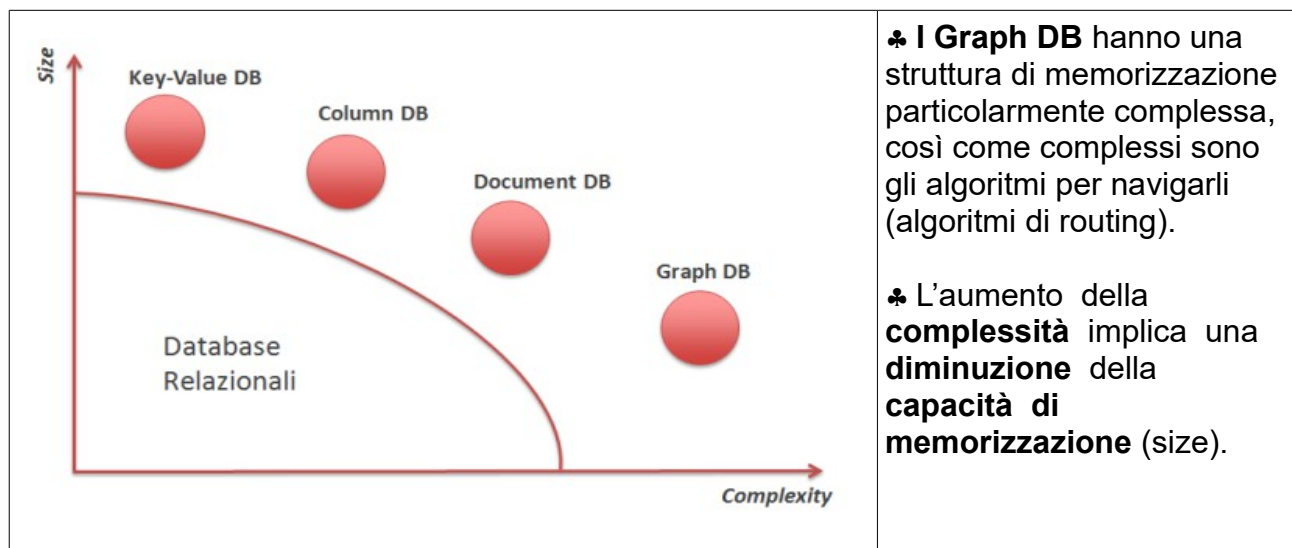 Size
Key-Value DB
Column DB
Document DB
Graph DB
Database
Relazionali
Complexity
♣ I Graph DB hanno una
struttura di memorizzazione
particolarmente complessa,
così come complessi sono
gli algoritmi per navigarli
(algoritmi di routing).
♣ L’aumento della
complessità implica una
diminuzione della
capacità di
memorizzazione (size).